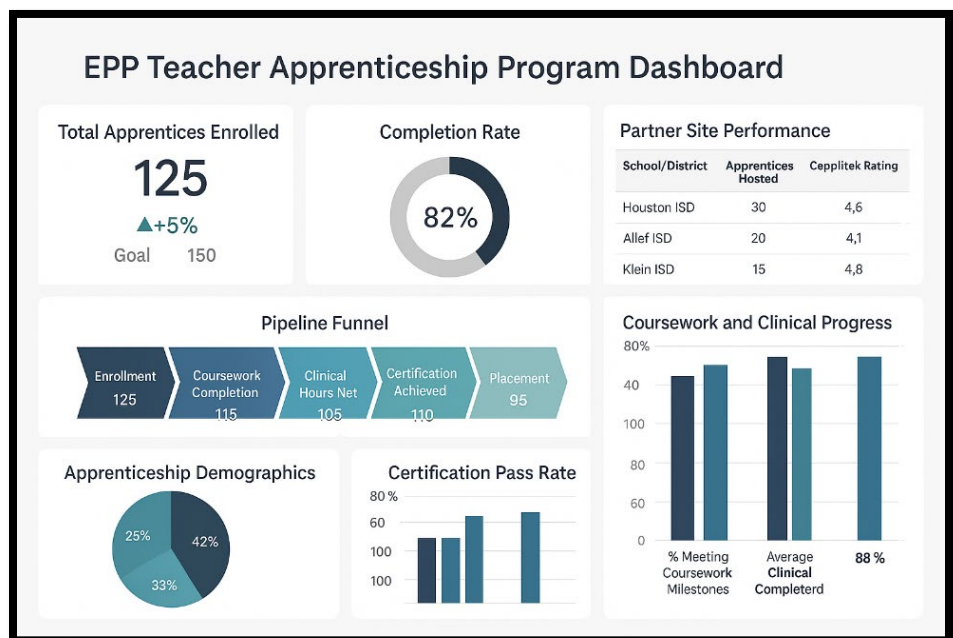 EPP Teacher Apprenticeship Program Dashboard
Total Apprentices Enrolled
125
▲+5%
Goal 150
Completion Rate
82%
Partner Site Performance
School/District Apprentices Hosted Cepplitek Rating
Houston ISD 30 4,6
Allef ISD 20 4,1
Klein ISD 15 4,8
Pipeline Funnel
Enrollment
125
Coursework
Completion
115
Clinical
Hours Net
105
Certification
Achieved
110
Placement
95
Coursework and Clinical Progress
80%
40
100
80
60
0
% Meeting
Coursework
Milestones
Average
Clinical
Completerd
88 %
Apprenticeship Demographics
25%
42%
33%
Certification Pass Rate
80 %
60
100
100